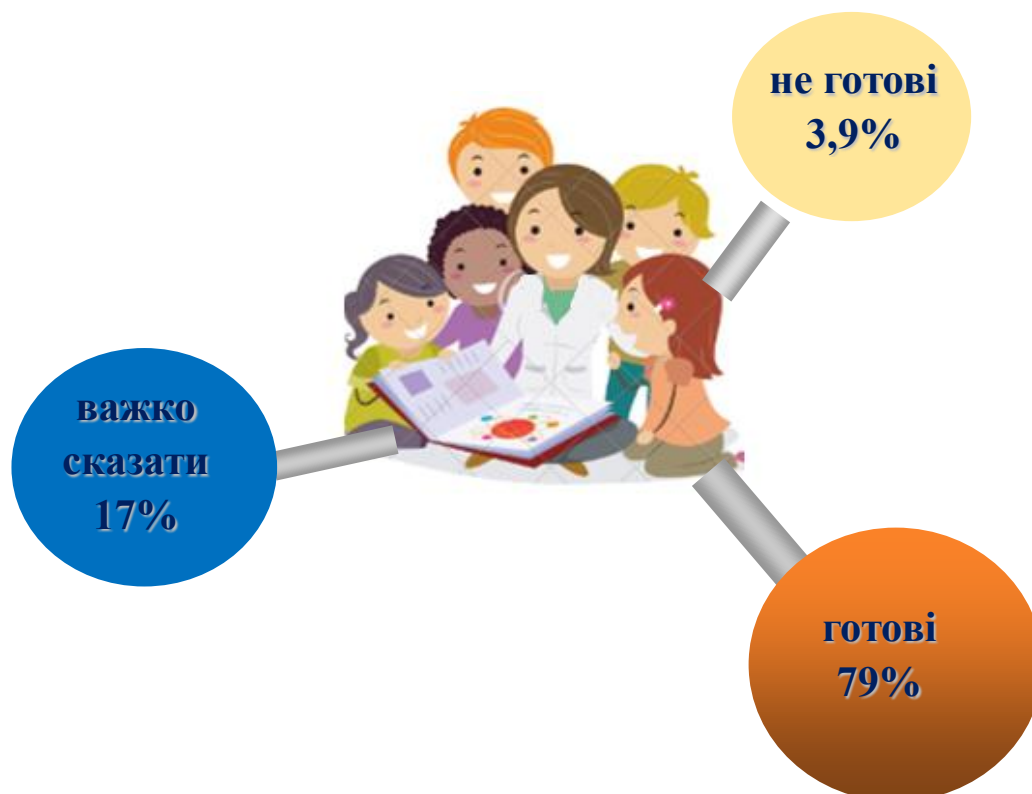 не готові
3,9%
важко
сказати
17%
готові
79%